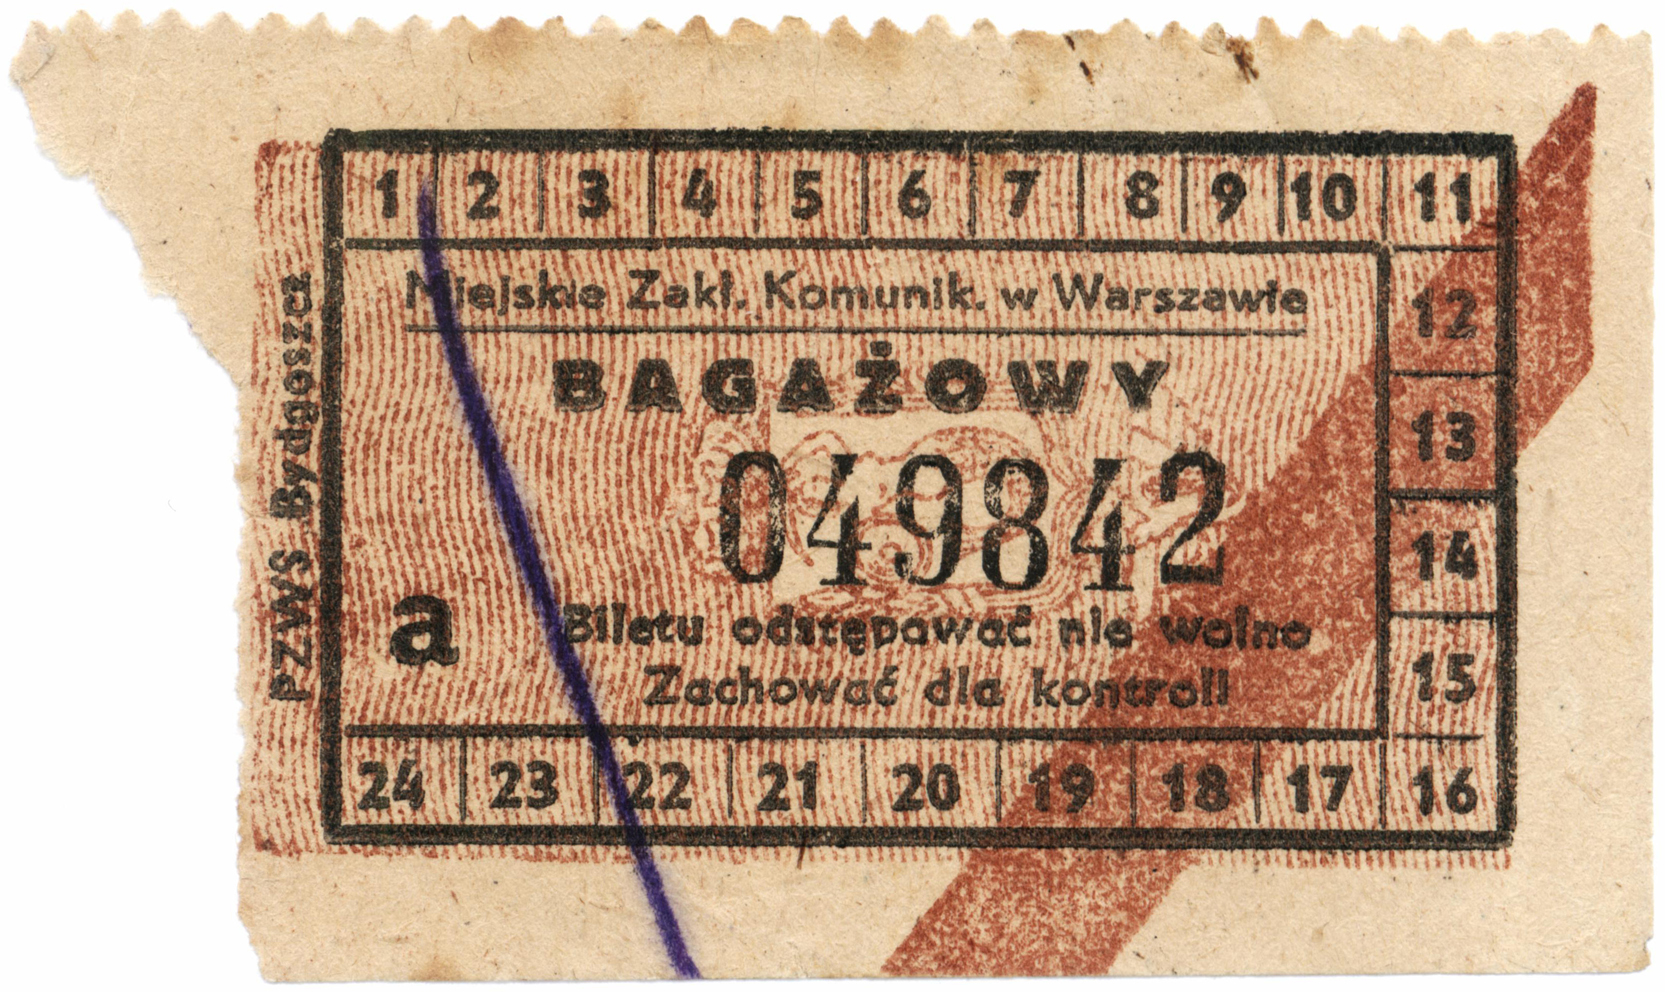 1 2 3 4 5 6 7 8 9 10 11
12
13
14
15
16
24 23 22 21 20 19 18 17
Miejskie Zakł. Komunik. w Warszawie
BAGAŻOWY
049842
a
Biletu odstępować nie wolno
Zachować dla kontroli
PZWS Bydgoszcz